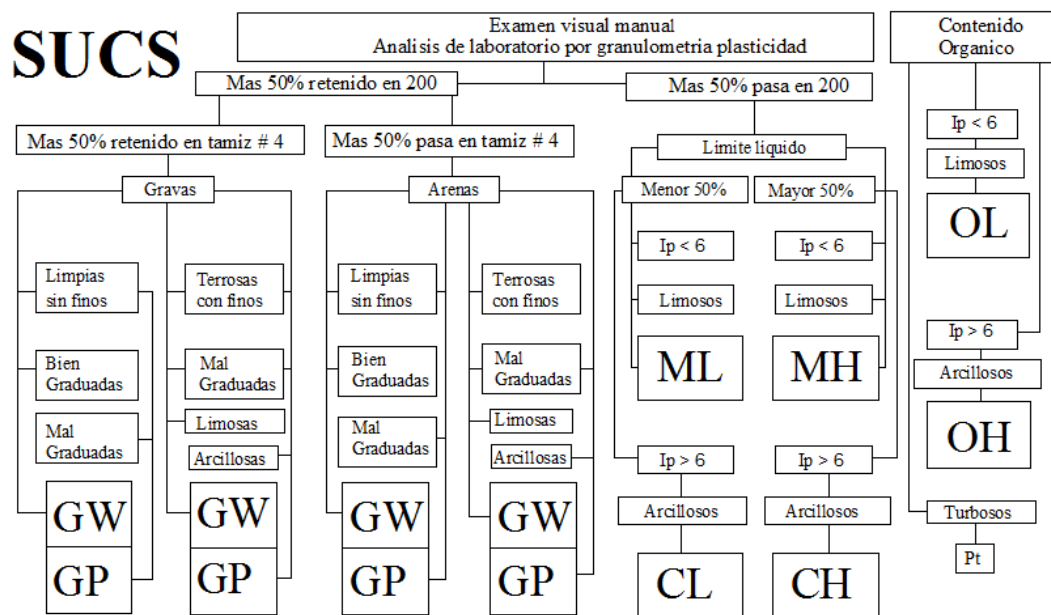 SUCS
Examen visual manual
Analisis de laboratorio por granulometria plasticidad
Contenido
Organico
Mas 50% retenido en 200
Mas 50% pasa en 200
Mas 50% retenido en tamiz # 4
Mas 50% pasa en tamiz # 4
Limite liquido
Gravas
Arenas
Menor 50%
Mayor 50%
Limpias
sin finos
Terrosas
con finos
Limpias
sin finos
Terrosas
con finos
Bien
Graduadas
Mal
Graduadas
Bien
Graduadas
Mal
Graduadas
Mal
Graduadas
Limosas
Arcillosas
Mal
Graduadas
Limosas
Arcillosas
GW
GP
GW
GP
GW
GP
GW
GP
Ip < 6
Limosos
ML
Ip > 6
Arcillosos
CL
Ip < 6
Limosos
MH
Ip > 6
Arcillosos
CH
Ip < 6
Limosos
OL
Ip > 6
Arcillosos
OH
Turbosos
Pt